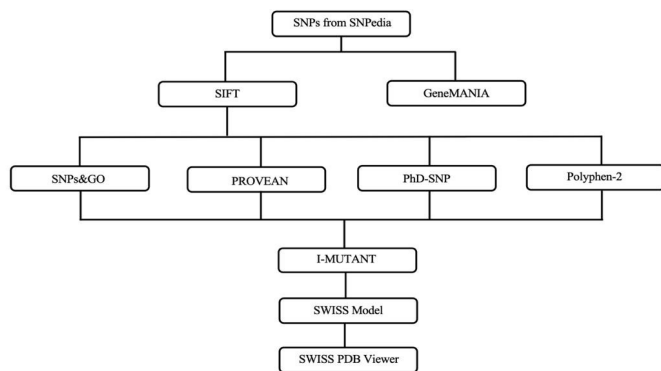 SNPs from SNPedia
SIFT
GeneMANIA
SNPs&GO
PROVEAN
PhD-SNP
Polyphen-2
I-MUTANT
SWISS Model
SWISS PDB Viewer